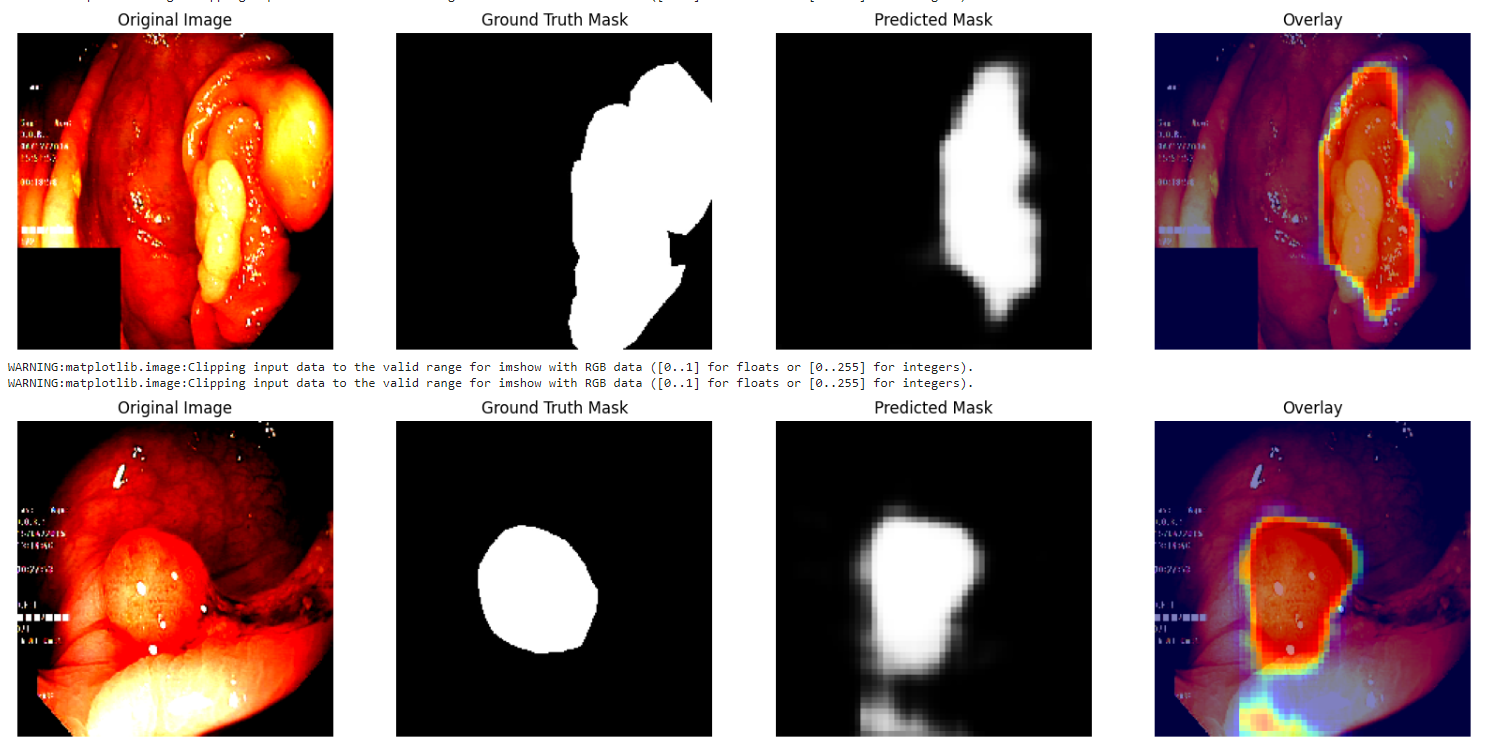 Original Image
Ground Truth Mask
Predicted Mask
Overlay
WARNING:matplotlib.image:Clipping input data to the valid range for imshow with RGB data ([0..1] for floats or [0..255] for integers).
WARNING:matplotlib.image:Clipping input data to the valid range for imshow with RGB data ([0..1] for floats or [0..255] for integers).
Original Image
Ground Truth Mask
Predicted Mask
Overlay